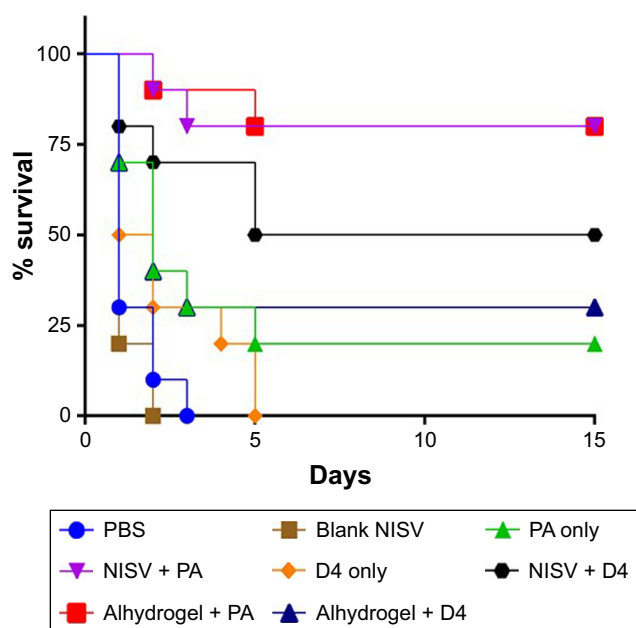 100
75
50
25
0
% survival
0 5 10 15
Days
PBS Blank NISV PA only
NISV + PA D4 only NISV + D4
Alhydrogel + PA Alhydrogel + D4